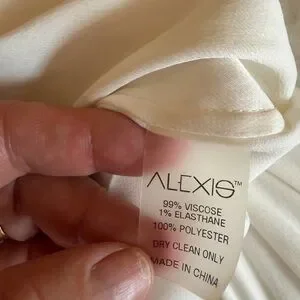 ALEXIS™
99% VISCOSE
1% ELASTHANE
100% POLYESTER
DRY CLEAN ONLY
MADE IN CHINA